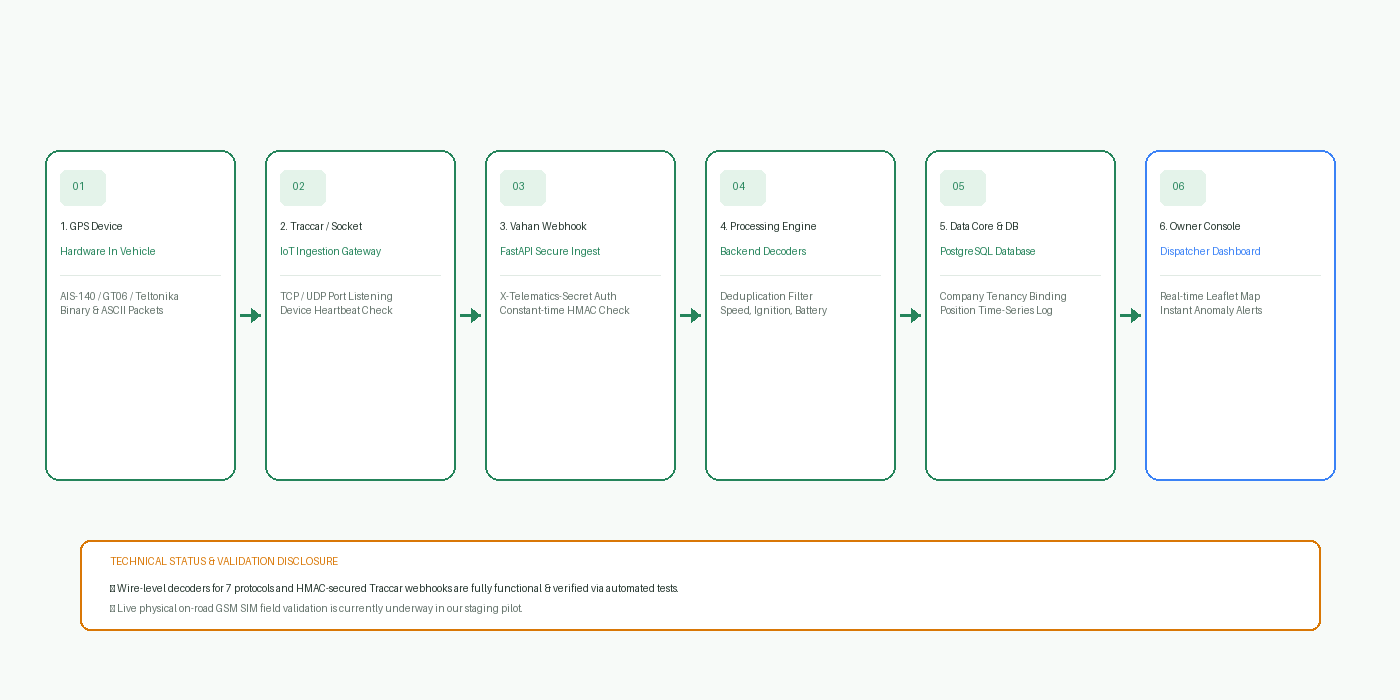 01
1. GPS Device
Hardware In Vehicle
AIS-140 / GT06 / Teltonika
Binary & ASCII Packets
02
2. Traccar / Socket
IoT Ingestion Gateway
TCP / UDP Port Listening
Device Heartbeat Check
03
3. Vahan Webhook
FastAPI Secure Ingest
X-Telematics-Secret Auth
Constant-time HMAC Check
04
4. Processing Engine
Backend Decoders
Deduplication Filter
Speed, Ignition, Battery
05
5. Data Core & DB
PostgreSQL Database
Company Tenancy Binding
Position Time-Series Log
06
6. Owner Console
Dispatcher Dashboard
Real-time Leaflet Map
Instant Anomaly Alerts
TECHNICAL STATUS & VALIDATION DISCLOSURE
Wire-level decoders for 7 protocols and HMAC-secured Traccar webhooks are fully functional & verified via automated tests.
Live physical on-road GSM SIM field validation is currently underway in our staging pilot.